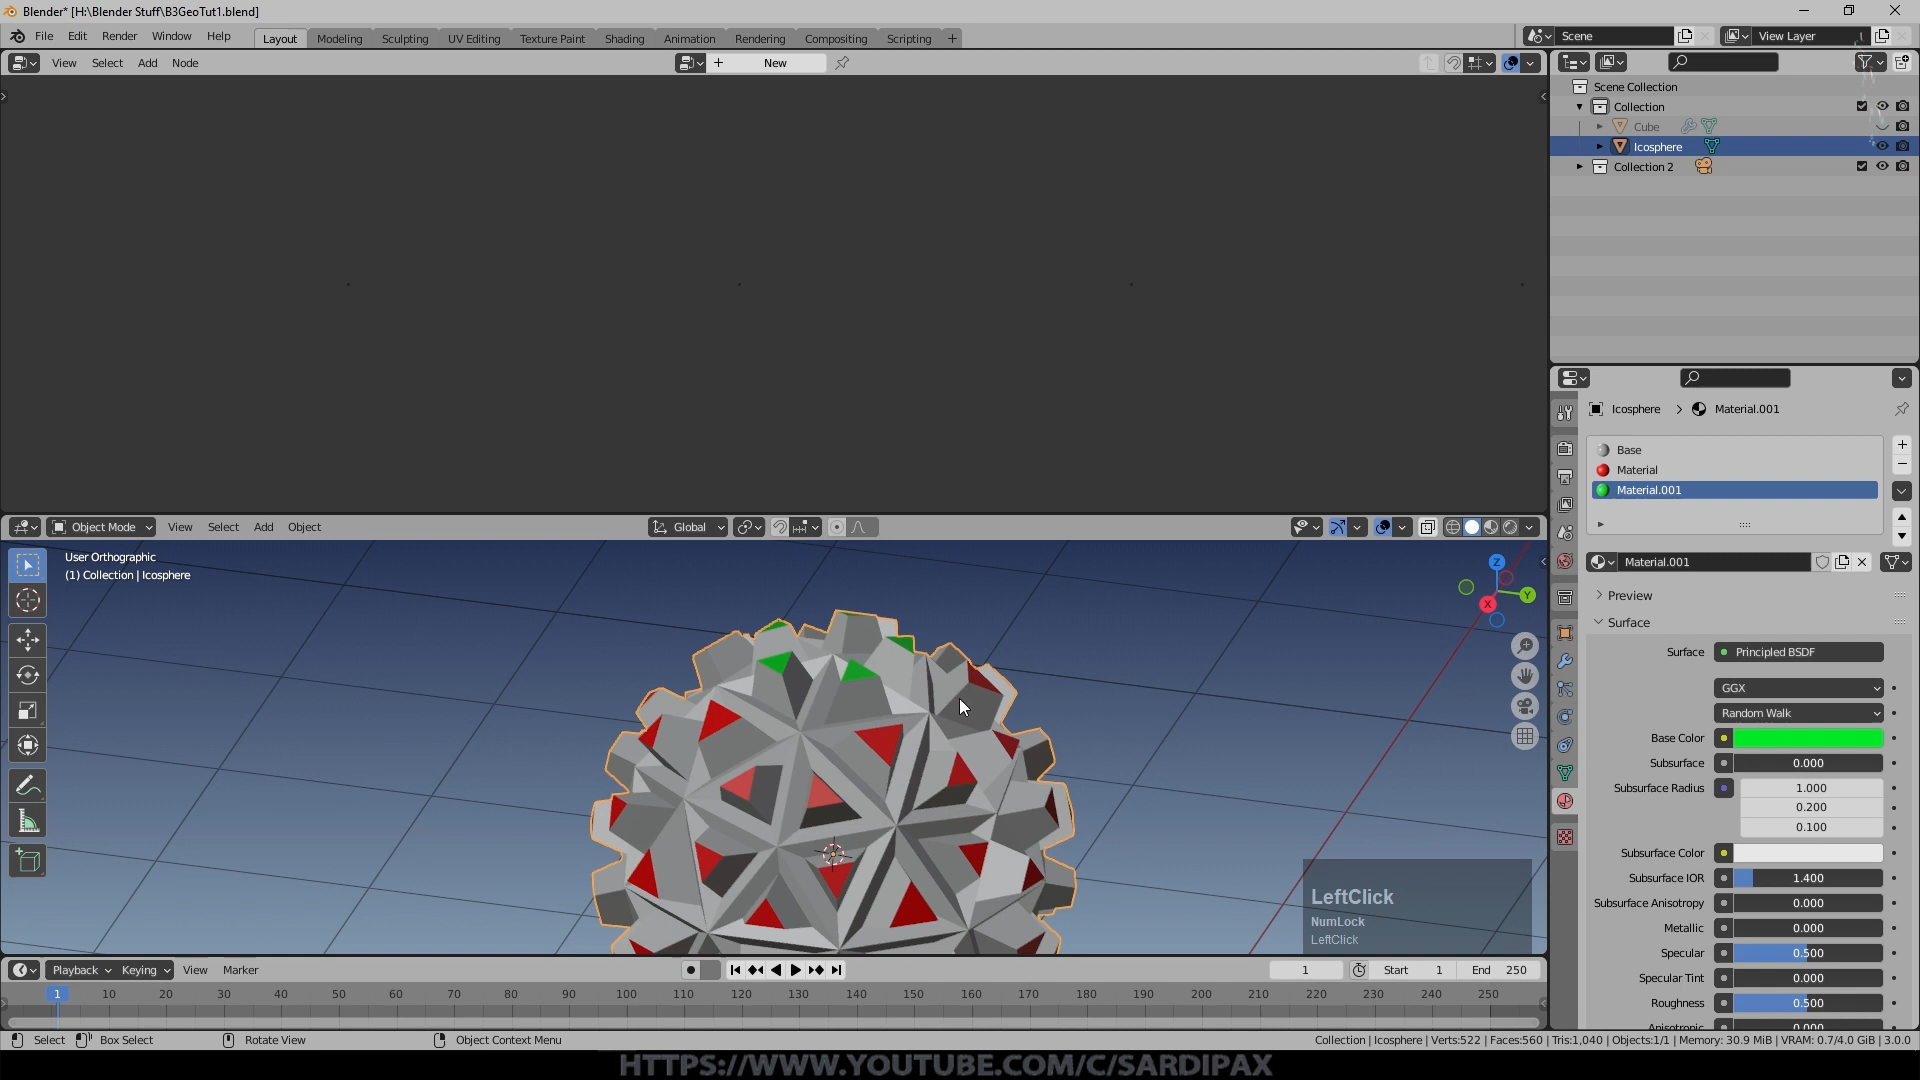 Blender* [H:\Blender Stuff\B3GeoTut1.blend]
File Edit Render Window Help Layout Modeling Sculpting UV Editing Texture Paint Shading Animation Rendering Compositing Scripting + Scene View Layer
View Select Add Node + New
Scene Collection
Collection
Cube
Icosphere
Collection 2
Icosphere > Material.001
Base
Material
Material.001
Object Mode View Select Add Object Global
User Orthographic
(1) Collection | Icosphere
Z
Y
X
Material.001
Preview
Surface
Surface Principled BSDF
GGX
Random Walk
Base Color
Subsurface 0.000
Subsurface Radius 1.000
0.200
0.100
Subsurface Color
Subsurface IOR 1.400
Subsurface Anisotropy 0.000
Metallic 0.000
Specular 0.500
Specular Tint 0.000
Roughness 0.500
Anisotropic 0.000
LeftClick
NumLock
LeftClick
Playback Keying View Marker 1 Start 1 End 250
1 10 20 30 40 50 60 70 80 90 100 110 120 130 140 150 160 170 180 190 200 210 220 230 240 250
Select Box Select Rotate View Object Context Menu Collection | Icosphere | Verts:522 | Faces:560 | Tris:1,040 | Objects:1/1 | Memory: 30.9 MiB | VRAM: 0.7/4.0 GiB | 3.0.0
HTTPS://WWW.YOUTUBE.COM/C/SARDIPAX